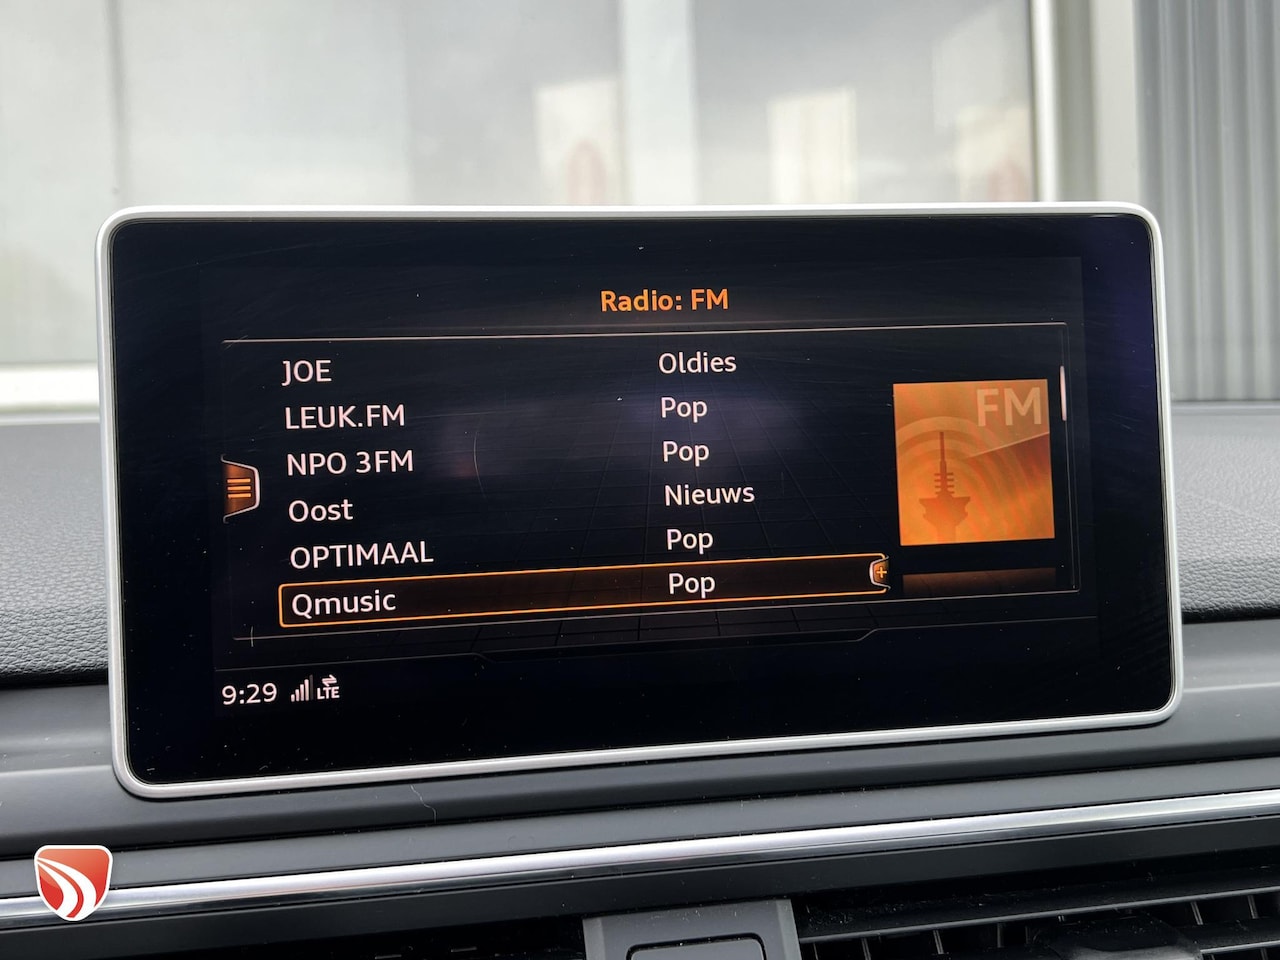 Radio: FM
JOE Oldies
LEUK.FM Pop
NPO 3FM Pop
Oost Nieuws
OPTIMAAL Pop
Qmusic Pop
FM
9:29 LTE